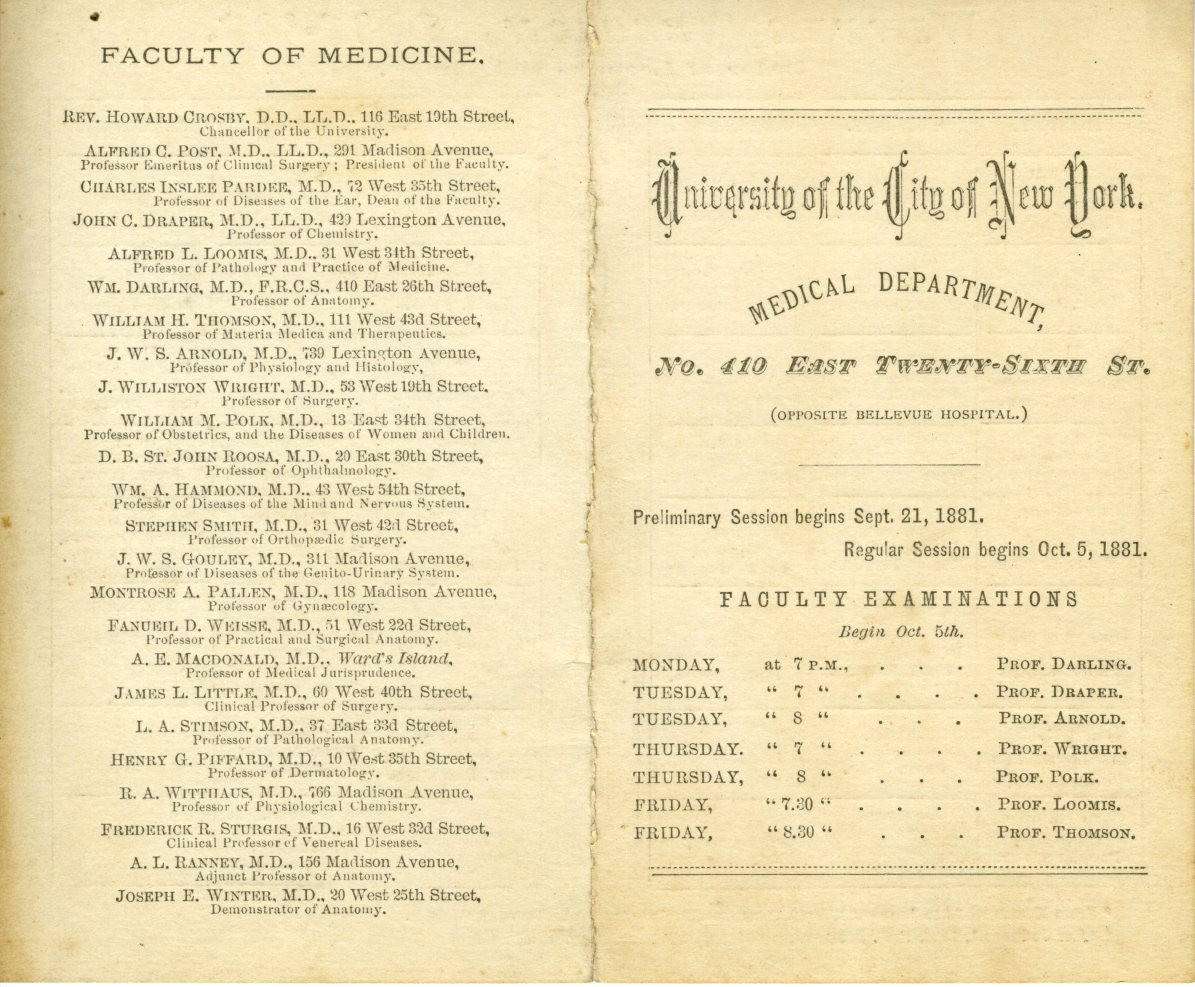 FACULTY OF MEDICINE.
REV. HOWARD CROSBY, D.D., LL.D., 116 East 19th Street,
Chancellor of the University.
ALFRED C. POST, M.D., LL.D., 291 Madison Avenue,
Professor Emeritus of Clinical Surgery; President of the Faculty.
CHARLES INSLEE PARDEE, M.D., 72 West 35th Street,
Professor of Diseases of the Ear, Dean of the Faculty.
JOHN C. DRAPER, M.D., LL.D., 429 Lexington Avenue,
Professor of Chemistry.
ALFRED L. LOOMIS, M.D., 31 West 34th Street,
Professor of Pathology and Practice of Medicine.
WM. DARLING, M.D., F.R.C.S., 410 East 26th Street,
Professor of Anatomy.
WILLIAM H. THOMSON, M.D., 111 West 43d Street,
Professor of Materia Medica and Therapeutics.
J. W. S. ARNOLD, M.D., 739 Lexington Avenue,
Professor of Physiology and Histology,
J. WILLISTON WRIGHT, M.D., 53 West 19th Street.
Professor of Surgery.
WILLIAM M. POLK, M.D., 13 East 34th Street,
Professor of Obstetrics, and the Diseases of Women and Children.
D. B. ST. JOHN ROOSA, M.D., 20 East 30th Street,
Professor of Ophthalmology.
WM. A. HAMMOND, M.D., 43 West 54th Street,
Professor of Diseases of the Mind and Nervous System.
STEPHEN SMITH, M.D., 31 West 42d Street,
Professor of Orthopædic Surgery.
J. W. S. GOULEY, M.D., 311 Madison Avenue,
Professor of Diseases of the Genito-Urinary System.
MONTROSE A. PALLEN, M.D., 118 Madison Avenue,
Professor of Gynæcology.
FANUEIL D. WEISSE, M.D., 51 West 22d Street,
Professor of Practical and Surgical Anatomy.
A. E. MACDONALD, M.D., Ward's Island,
Professor of Medical Jurisprudence.
JAMES L. LITTLE, M.D., 60 West 40th Street,
Clinical Professor of Surgery.
L. A. STIMSON, M.D., 37 East 33d Street,
Professor of Pathological Anatomy.
HENRY G. PIFFARD, M.D., 10 West 35th Street,
Professor of Dermatology.
R. A. WITTHAUS, M.D., 766 Madison Avenue,
Professor of Physiological Chemistry.
FREDERICK R. STURGIS, M.D., 16 West 32d Street,
Clinical Professor of Venereal Diseases.
A. L. RANNEY, M.D., 156 Madison Avenue,
Adjunct Professor of Anatomy.
JOSEPH E. WINTER, M.D., 20 West 25th Street,
Demonstrator of Anatomy.
University of the City of New York.
MEDICAL DEPARTMENT,
No. 410 EAST TWENTY-SIXTH ST.
(OPPOSITE BELLEVUE HOSPITAL.)
Preliminary Session begins Sept. 21, 1881.
Regular Session begins Oct. 5, 1881.
FACULTY EXAMINATIONS
Begin Oct. 5th.
MONDAY, at 7 P.M., . . . PROF. DARLING.
TUESDAY, " 7 " . . . . PROF. DRAPER.
TUESDAY, " 8 " . . . PROF. ARNOLD.
THURSDAY. " 7 " . . . . PROF. WRIGHT.
THURSDAY, " 8 " . . . PROF. POLK.
FRIDAY, " 7.30 " . . . . PROF. LOOMIS.
FRIDAY, " 8.30 " . . . PROF. THOMSON.